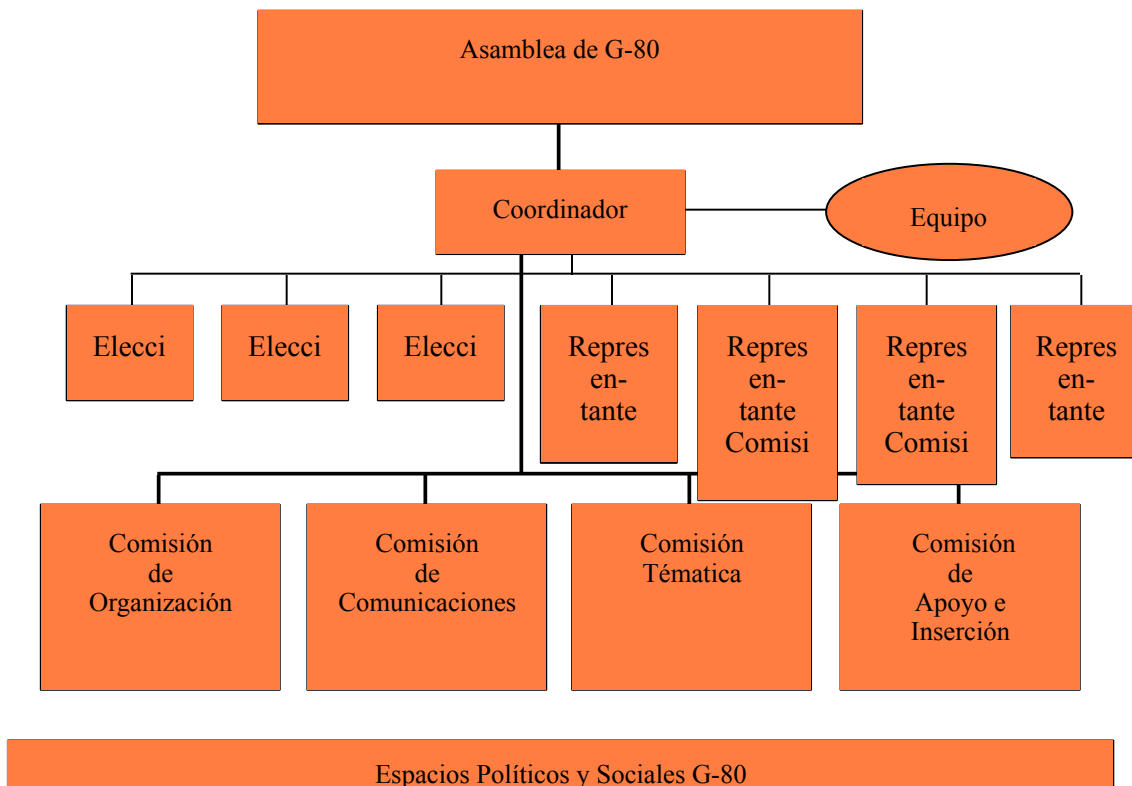 Asamblea de G-80
Coordinador
Equipo
Elecci
Elecci
Elecci
Repres
en-
tante
Repres
en-
tante
Comisi
Repres
en-
tante
Comisi
Repres
en-
tante
Comisión
de
Organización
Comisión
de
Comunicaciones
Comisión
Tématica
Comisión
de
Apoyo e
Inserción
Espacios Políticos y Sociales G-80